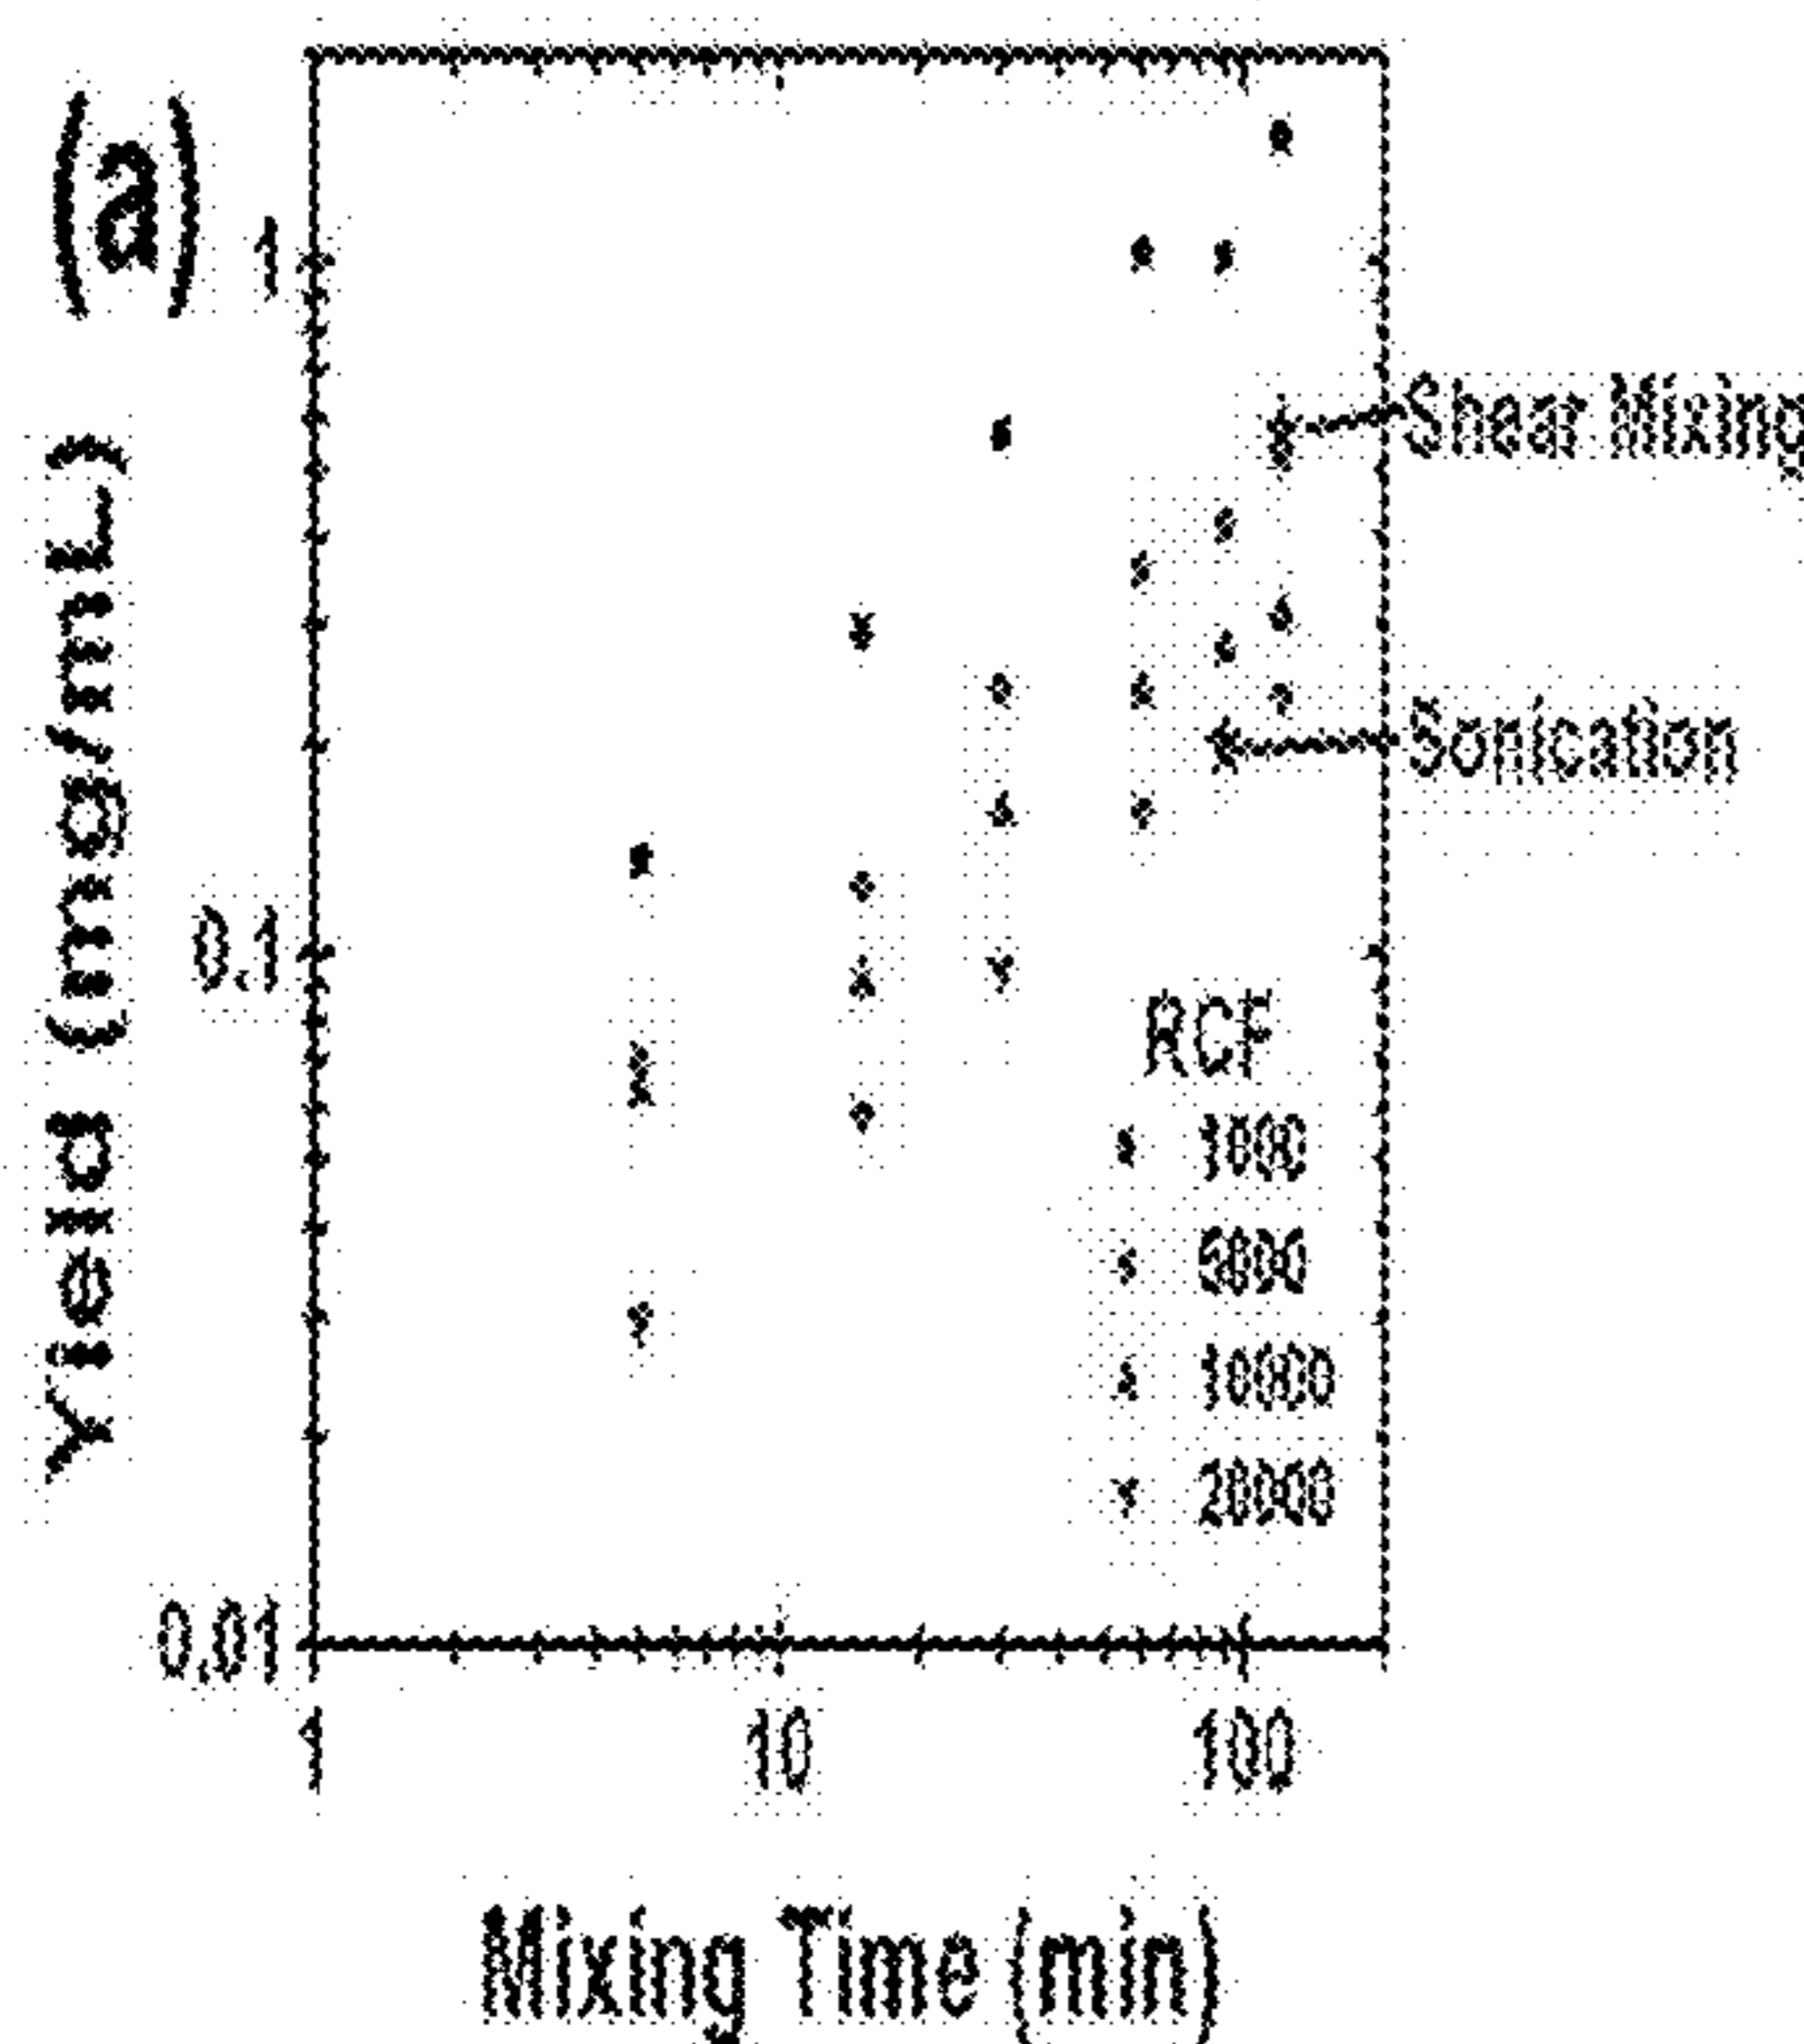 (a)
Yield (mg/mL)
1
0.1
0.01
Shear Mixing
Sonication
RCF
1000
5000
10000
20000
1
10
100
Mixing Time (min)